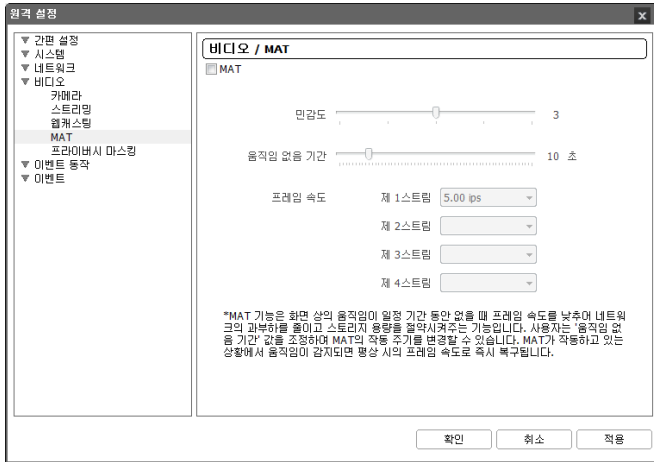 원격 설정
x
▼ 간편 설정
▼ 시스템
▼ 네트워크
▼ 비디오
카메라
스트리밍
웹캐스팅
MAT
프라이버시 마스킹
▼ 이벤트 동작
▼ 이벤트
비디오 / MAT
MAT
민감도 3
움직임 없음 기간 10 초
프레임 속도 제 1스트림 5.00 ips
제 2스트림
제 3스트림
제 4스트림
*MAT 기능은 화면 상의 움직임이 일정 기간 동안 없을 때 프레임 속도를 낮추어 네트워
크의 과부하를 줄이고 스토리지 용량을 절약시켜주는 기능입니다. 사용자는 '움직임 없
음 기간' 값을 조정하여 MAT의 작동 주기를 변경할 수 있습니다. MAT가 작동하고 있는
상황에서 움직임이 감지되면 평상 시의 프레임 속도로 즉시 복구됩니다.
확인 취소 적용